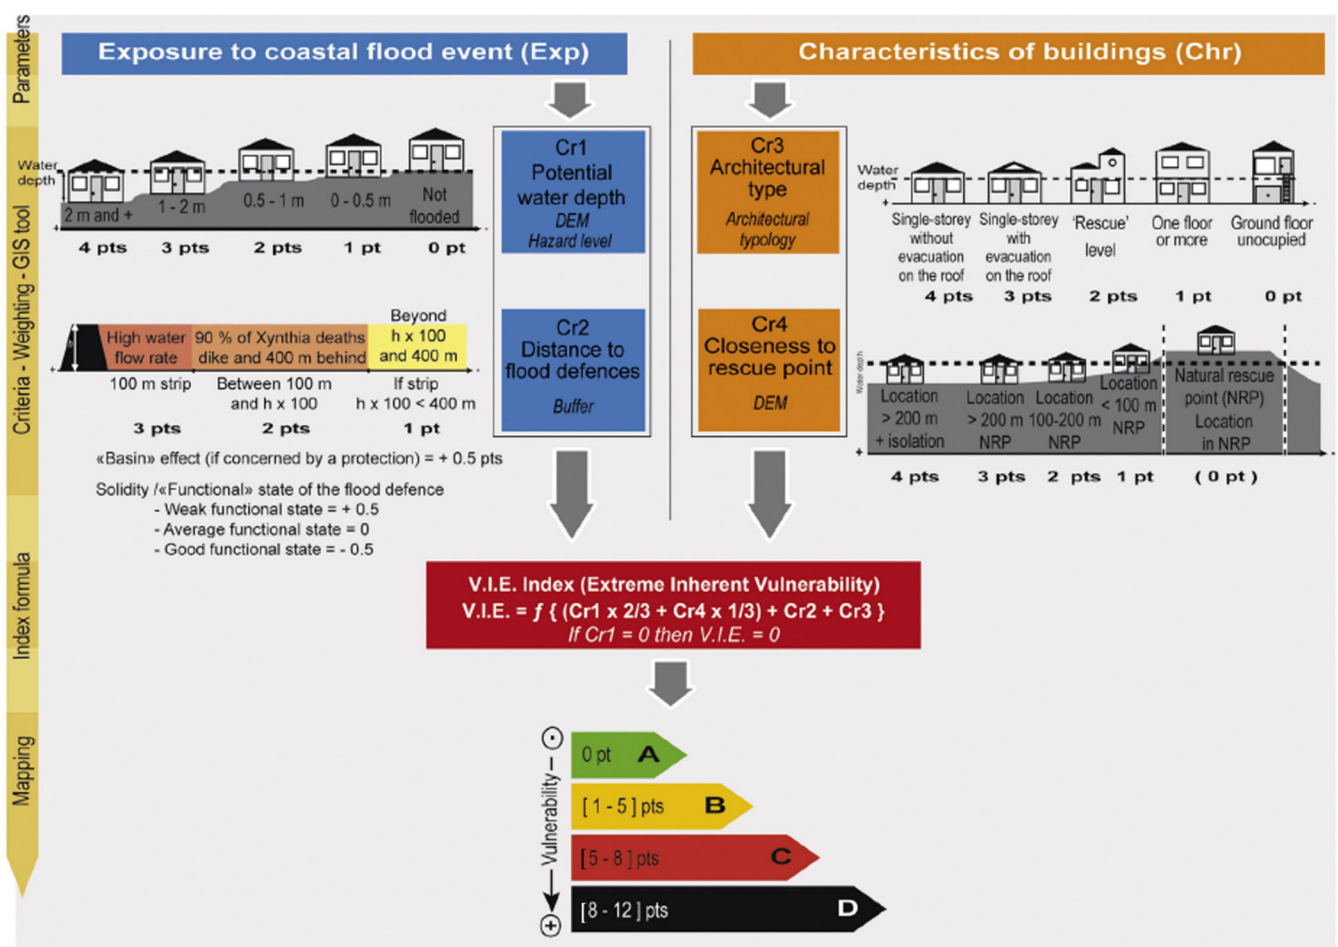 Parameters
Criteria - Weighting - GIS tool
Index formula
Mapping
Exposure to coastal flood event (Exp)
Characteristics of buildings (Chr)
Water
depth
2 m and +
1 - 2 m
0.5 - 1 m
0 - 0.5 m
Not
flooded
4 pts
3 pts
2 pts
1 pt
0 pt
Cr1
Potential
water depth
DEM
Hazard level
Cr2
Distance to
flood defences
Buffer
Cr3
Architectural
type
Architectural
typology
Cr4
Closeness to
rescue point
DEM
Water
depth
Single-storey
without
evacuation
on the roof
Single-storey
with
evacuation
on the roof
'Rescue'
level
One floor
or more
Ground floor
unocupied
4 pts
3 pts
2 pts
1 pt
0 pt
h
High water
flow rate
90 % of Xynthia deaths
dike and 400 m behind
Beyond
h x 100
and 400 m
100 m strip
Between 100 m
and h x 100
If strip
h x 100 < 400 m
3 pts
2 pts
1 pt
«Basin» effect (if concerned by a protection) = + 0.5 pts
Solidity /«Functional» state of the flood defence
- Weak functional state = + 0.5
- Average functional state = 0
- Good functional state = - 0.5
Water depth
Location
> 200 m
+ isolation
Location
> 200 m
NRP
Location
100-200 m
NRP
Location
< 100 m
NRP
Natural rescue
point (NRP)
Location
in NRP
4 pts
3 pts
2 pts
1 pt
( 0 pt )
V.I.E. Index (Extreme Inherent Vulnerability)
V.I.E. = ƒ { (Cr1 x 2/3 + Cr4 x 1/3) + Cr2 + Cr3 }
If Cr1 = 0 then V.I.E. = 0
Vulnerability
0 pt A
[ 1 - 5 ] pts B
] 5 - 8 ] pts C
] 8 - 12 ] pts D